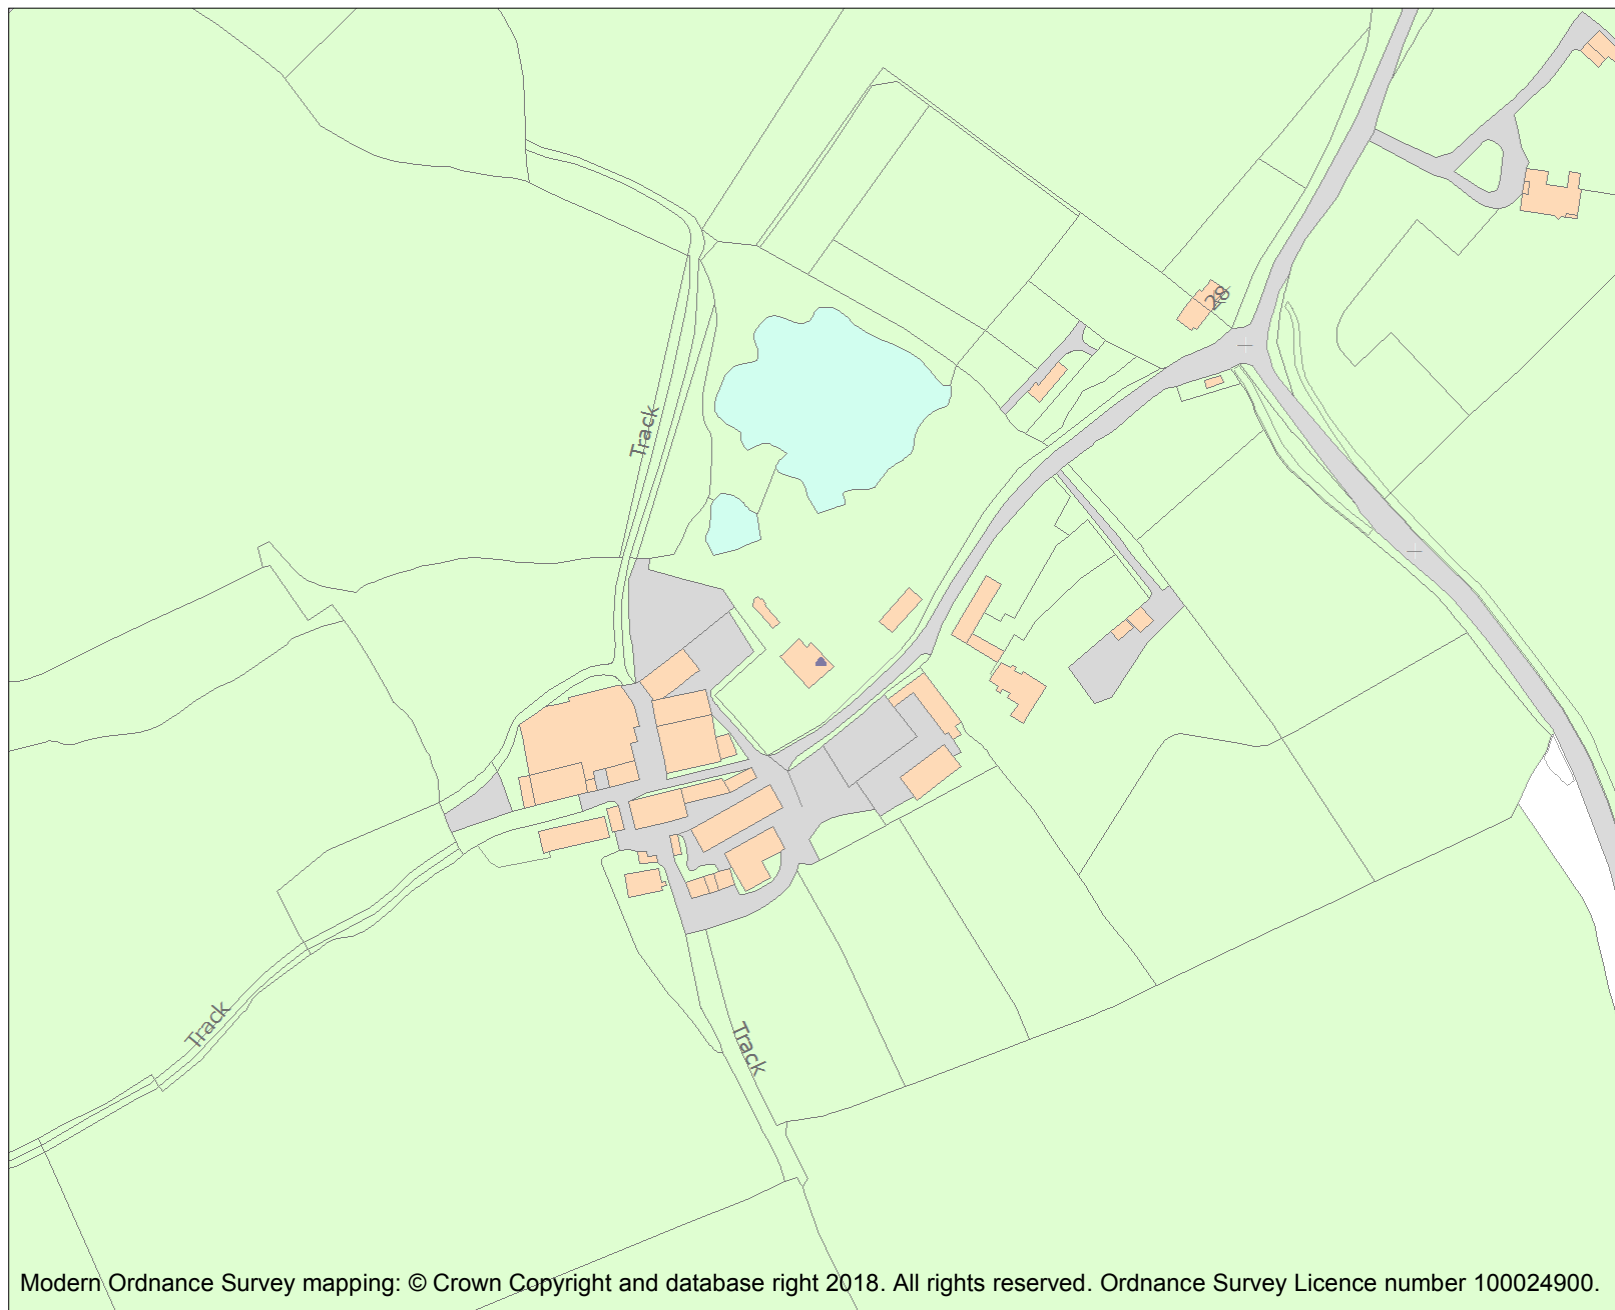 28
Track
Track
Track
Modern Ordnance Survey mapping: © Crown Copyright and database right 2018. All rights reserved. Ordnance Survey Licence number 100024900.